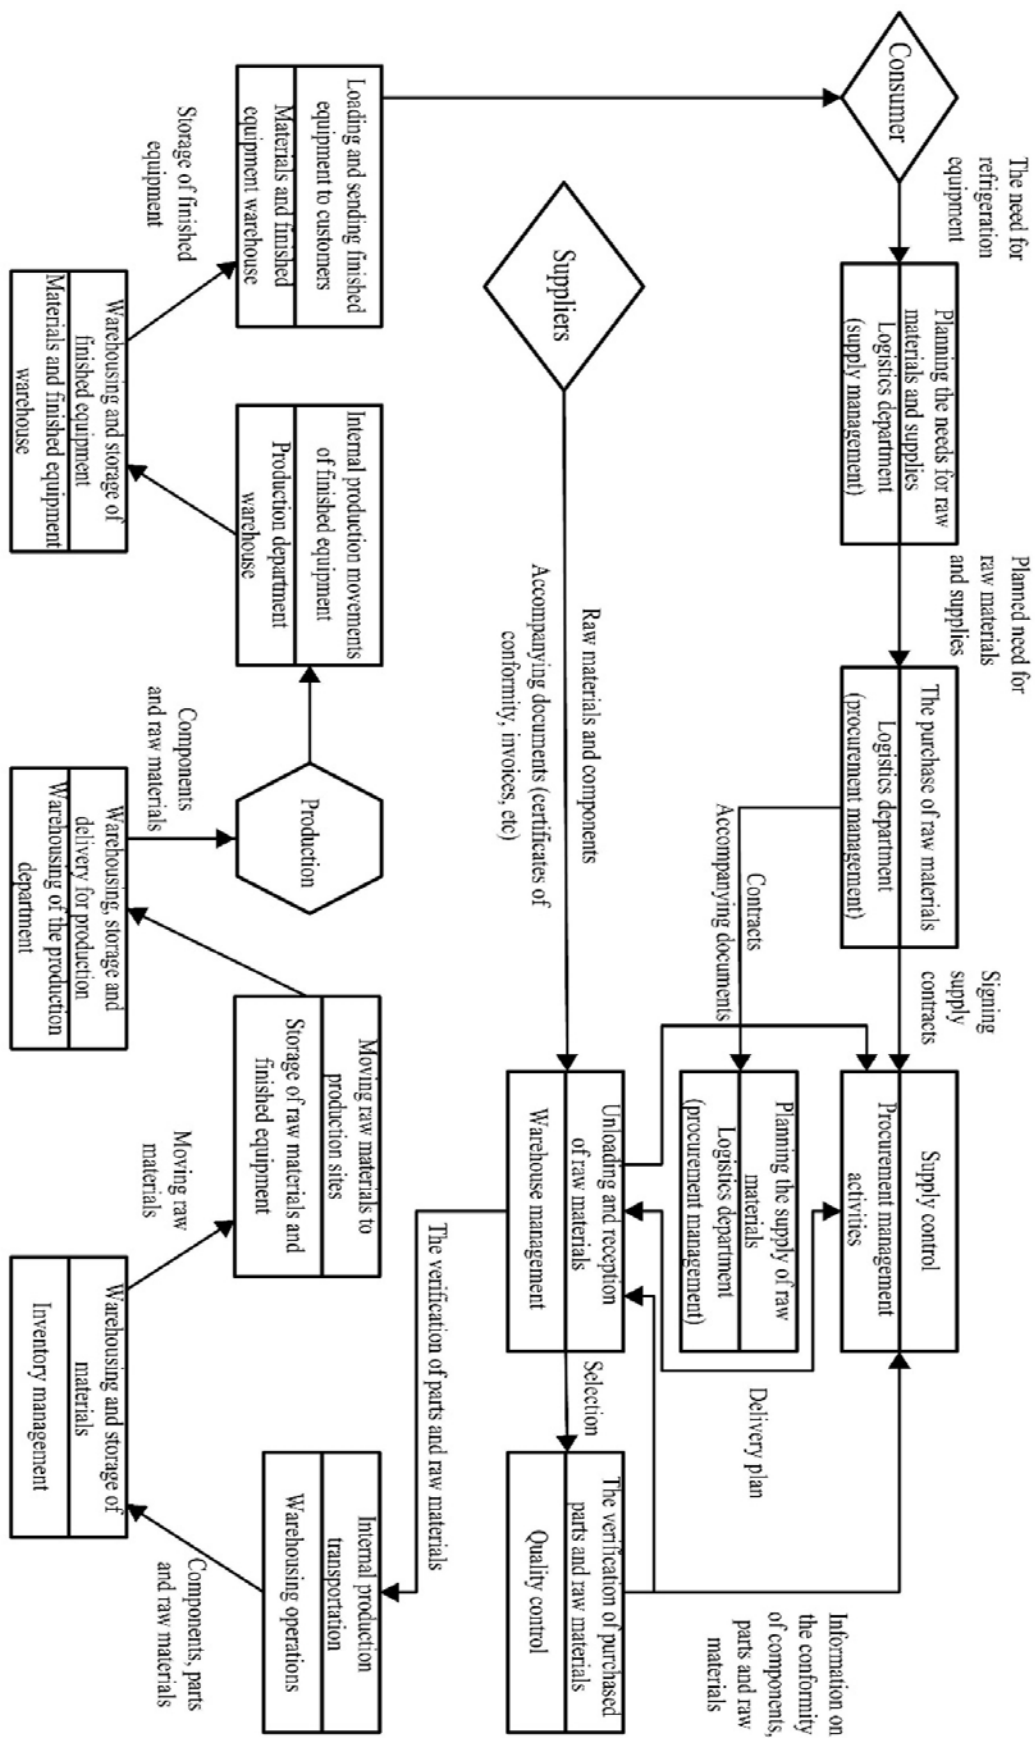 Consumer
The need for
refrigeration
equipment
Planning the needs for raw
materials and supplies
Logistics department
(supply management)
Planned need for
raw materials
and supplies
The purchase of raw materials
Logistics department
(procurement management)
Signing
supply
contracts
Supply control
Procurement management
activities
Contracts
Accompanying documents
Planning the supply of raw
materials
Logistics department
(procurement management)
Delivery plan
Information on
the conformity
of components,
parts and raw
materials
Suppliers
Raw materials and components
Accompanying documents (certificates of
conformity, invoices, etc)
Unloading and reception
of raw materials
Warehouse management
Selection
The verification of purchased
parts and raw materials
Quality control
The verification of parts and raw materials
Loading and sending finished
equipment to customers
Materials and finished
equipment warehouse
Internal production movements
of finished equipment
Production department
warehouse
Production
Moving raw materials to
production sites
Storage of raw materials and
finished equipment
Internal production
transportation
Warehousing operations
Storage of finished
equipment
Components
and raw materials
Moving raw
materials
Components, parts
and raw materials
Warehousing and storage of
finished equipment
Materials and finished equipment
warehouse
Warehousing, storage and
delivery for production
Warehousing of the production
department
Warehousing and storage of
materials
Inventory management